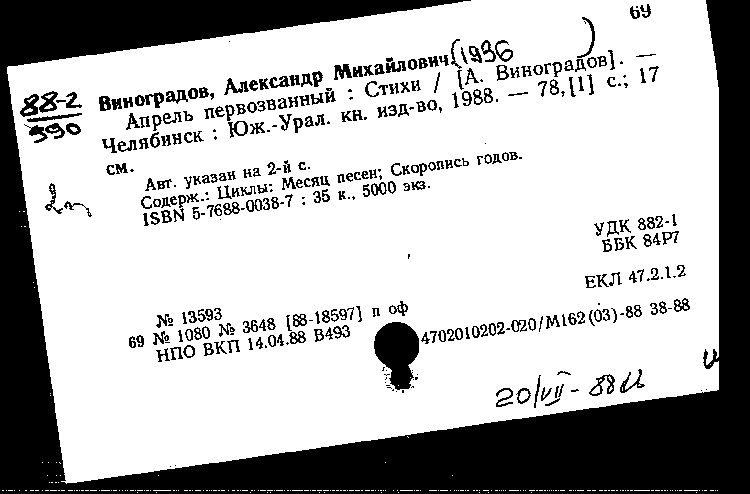 69
88-2
390
Виноградов, Александр Михайлович (1936 )
Апрель первозванный : Стихи / [А. Виноградов]. —
Челябинск : Юж.-Урал. кн. изд-во, 1988. — 78,[1] с.; 17
см.
Авт. указан на 2-й с.
Содерж.: Циклы: Месяц песен; Скоропись годов.
ISBN 5-7688-0038-7 : 35 к., 5000 экз.
УДК 882-1
ББК 84Р7
ЕКЛ 47.2.1.2
№ 13593
69 № 1080 № 3648 [88-18597] п оф
НПО ВКП 14.04.88 В493
4702010202-020/М162(03)-88 38-88
20/VII-88